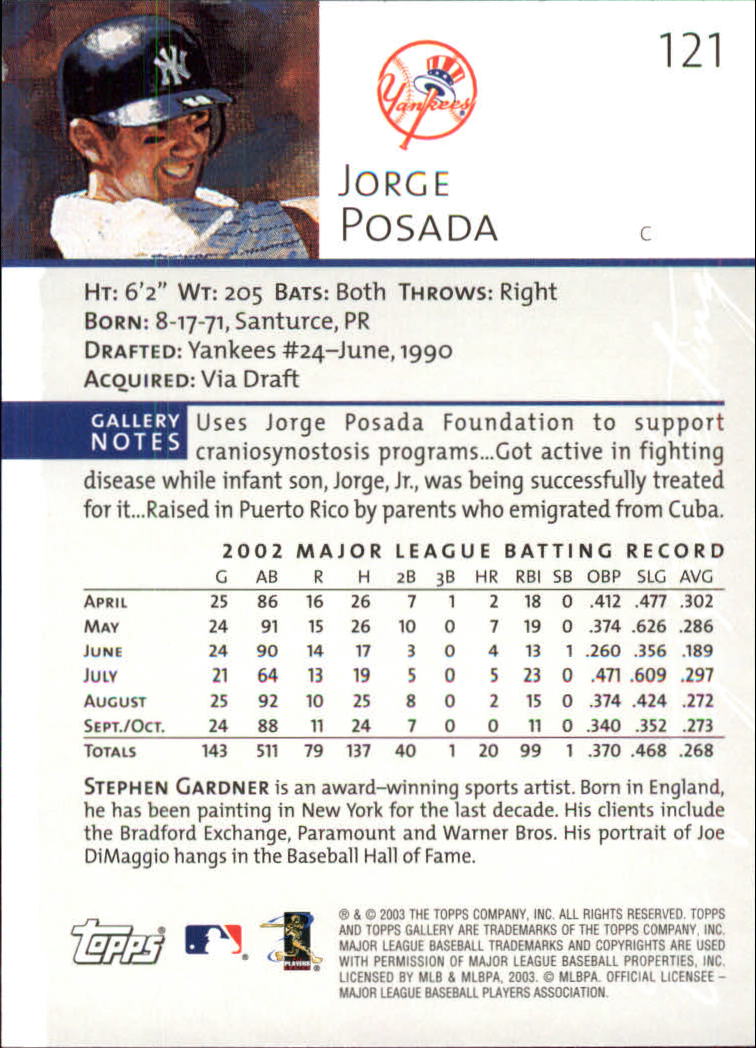 121
NY
Yankees
JORGE
POSADA
C
HT: 6'2" WT: 205 BATS: Both THROWS: Right
BORN: 8-17-71, Santurce, PR
DRAFTED: Yankees #24–June, 1990
ACQUIRED: Via Draft
GALLERY NOTES
Uses Jorge Posada Foundation to support
craniosynostosis programs...Got active in fighting
disease while infant son, Jorge, Jr., was being successfully treated
for it...Raised in Puerto Rico by parents who emigrated from Cuba.
2002 MAJOR LEAGUE BATTING RECORD
G AB R H 2B 3B HR RBI SB OBP SLG AVG
APRIL 25 86 16 26 7 1 2 18 0 .412 .477 .302
MAY 24 91 15 26 10 0 7 19 0 .374 .626 .286
JUNE 24 90 14 17 3 0 4 13 1 .260 .356 .189
JULY 21 64 13 19 5 0 5 23 0 .471 .609 .297
AUGUST 25 92 10 25 8 0 2 15 0 .374 .424 .272
SEPT./OCT. 24 88 11 24 7 0 0 11 0 .340 .352 .273
TOTALS 143 511 79 137 40 1 20 99 1 .370 .468 .268
STEPHEN GARDNER is an award–winning sports artist. Born in England,
he has been painting in New York for the last decade. His clients include
the Bradford Exchange, Paramount and Warner Bros. His portrait of Joe
DiMaggio hangs in the Baseball Hall of Fame.
Topps®
®
PLAYERS
®
® & © 2003 THE TOPPS COMPANY, INC. ALL RIGHTS RESERVED. TOPPS
AND TOPPS GALLERY ARE TRADEMARKS OF THE TOPPS COMPANY, INC.
MAJOR LEAGUE BASEBALL TRADEMARKS AND COPYRIGHTS ARE USED
WITH PERMISSION OF MAJOR LEAGUE BASEBALL PROPERTIES, INC.
LICENSED BY MLB & MLBPA, 2003. © MLBPA. OFFICIAL LICENSEE –
MAJOR LEAGUE BASEBALL PLAYERS ASSOCIATION.